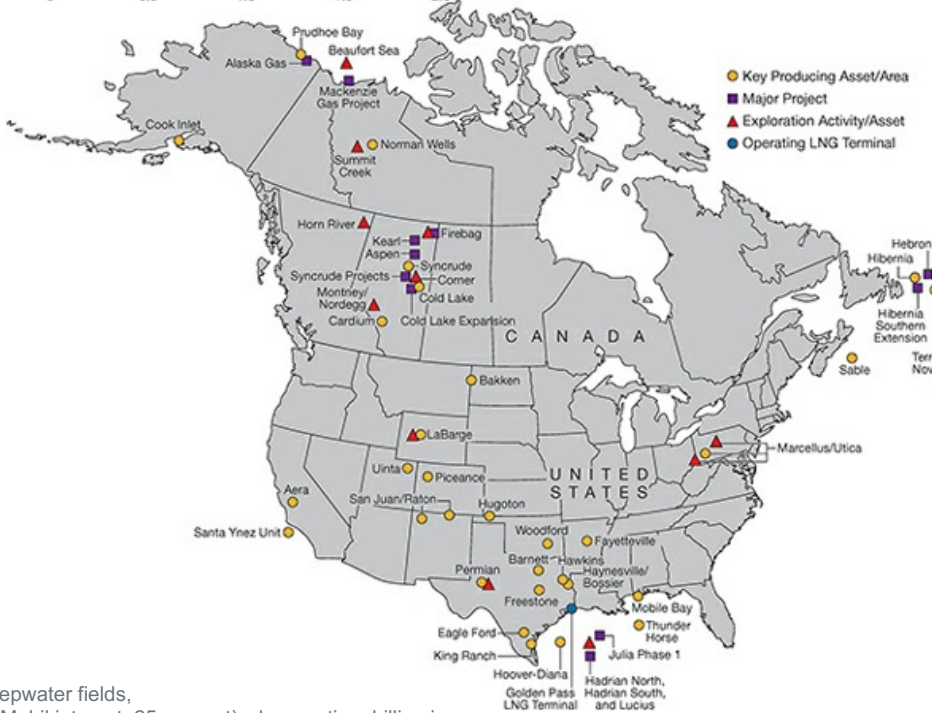 Prudhoe Bay
Beaufort Sea
Alaska Gas
Mackenzie
Gas Project
Key Producing Asset/Area
Major Project
Exploration Activity/Asset
Operating LNG Terminal
Cook Inlet
Norman Wells
Summit
Creek
Horn River
Firebag
Kearl
Aspen
Syncrude
Syncrude Projects
Corner
Montney/
Nordegg
Cold Lake
Cardium
Cold Lake Expansion
CANADA
Hebron
Hibernia
Hibernia
Southern
Extension
Sable
Bakken
LaBarge
Marcellus/Utica
Uinta
Piceance
UNITED
STATES
Aera
San Juan/Raton
Hugoton
Santa Ynez Unit
Woodford
Fayetteville
Barnett
Hawkins
Haynesville/
Bossier
Permian
Freestone
Mobile Bay
Thunder
Horse
Eagle Ford
King Ranch
Julia Phase 1
Hoover-Diana
Hadrian North,
Hadrian South,
and Lucius
Golden Pass
LNG Terminal
epwater fields,